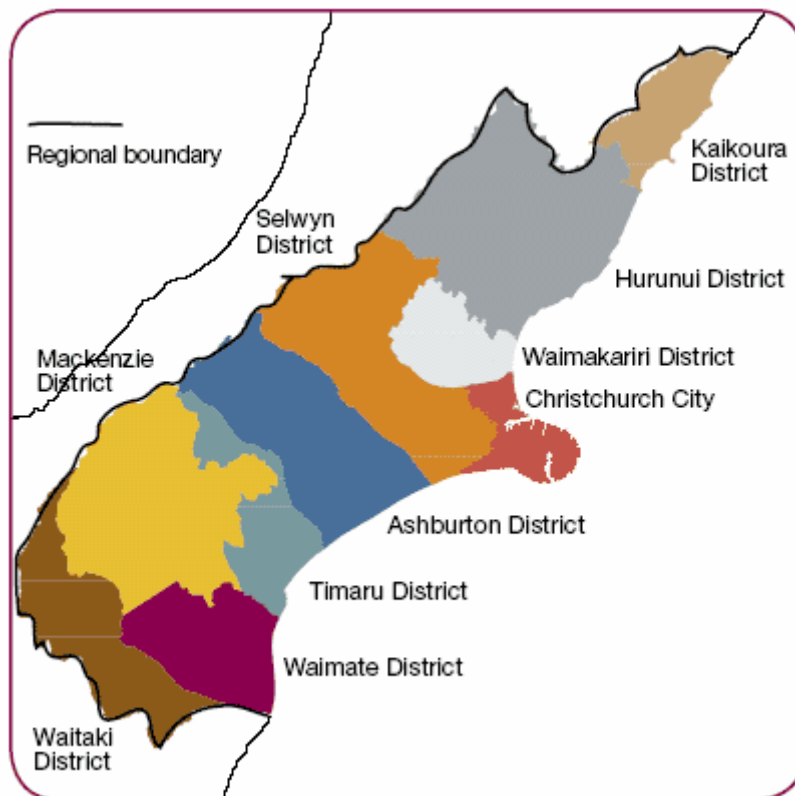 Regional boundary
Kaikoura
District
Selwyn
District
Hurunui District
Mackenzie
District
Waimakariri District
Christchurch City
Ashburton District
Timaru District
Waimate District
Waitaki
District